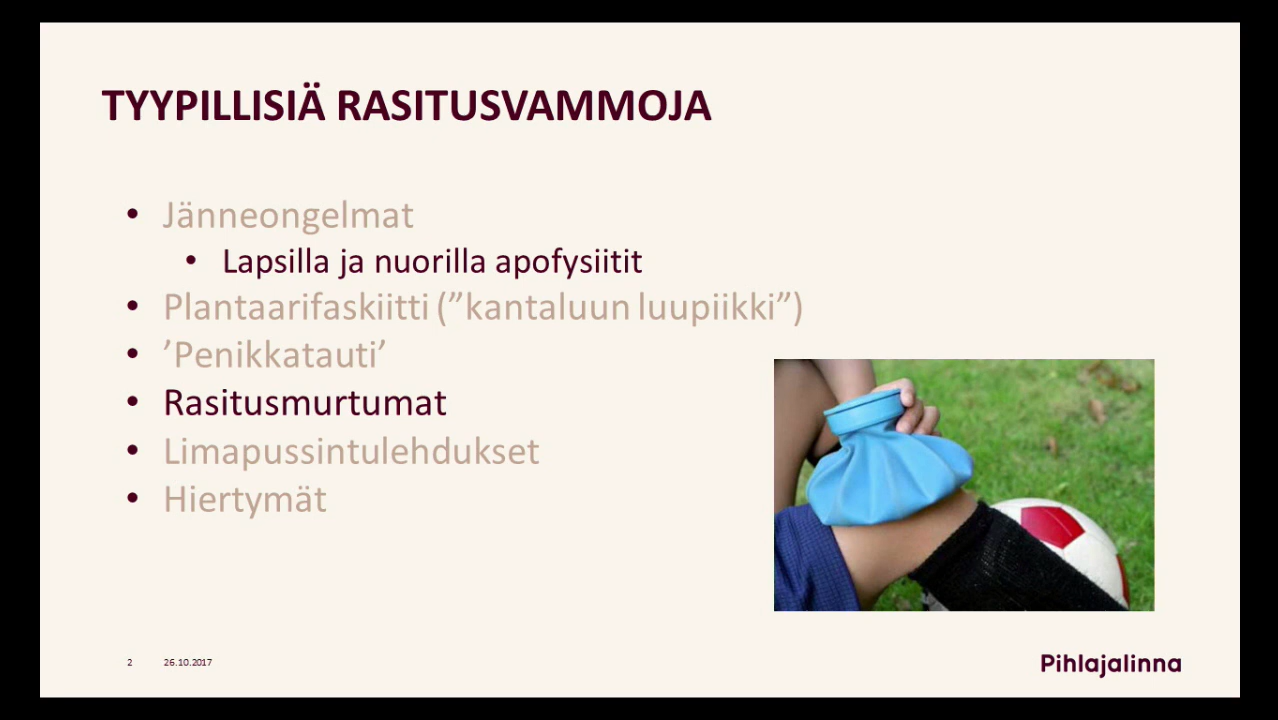 TYYPILLISIÄ RASITUSVAMMOJA
• Jänneongelmat
• Lapsilla ja nuorilla apofysiitit
• Plantaarifaskiitti (”kantaluun luupiikki”)
• ’Penikkatauti’
• Rasitusmurtumat
• Limapussintulehdukset
• Hiertymät
2 26.10.2017
Pihlajalinna